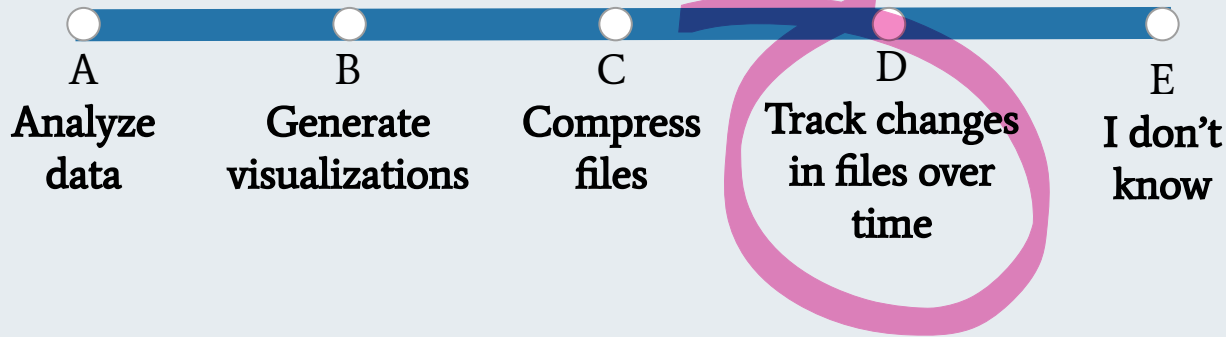 A
Analyze
data
B
Generate
visualizations
C
Compress
files
D
Track changes
in files over
time
E
I don’t
know